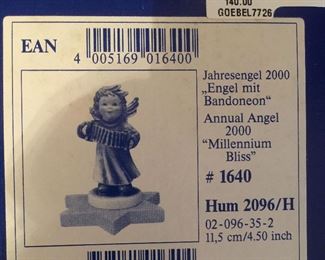 140.00
GOEBEL7726
EAN
4 005169 016400
Jahresengel 2000
„Engel mit
Bandoneon“
Annual Angel
2000
“Millennium
Bliss”
# 1640
Hum 2096/H
02-096-35-2
11,5 cm/4.50 inch